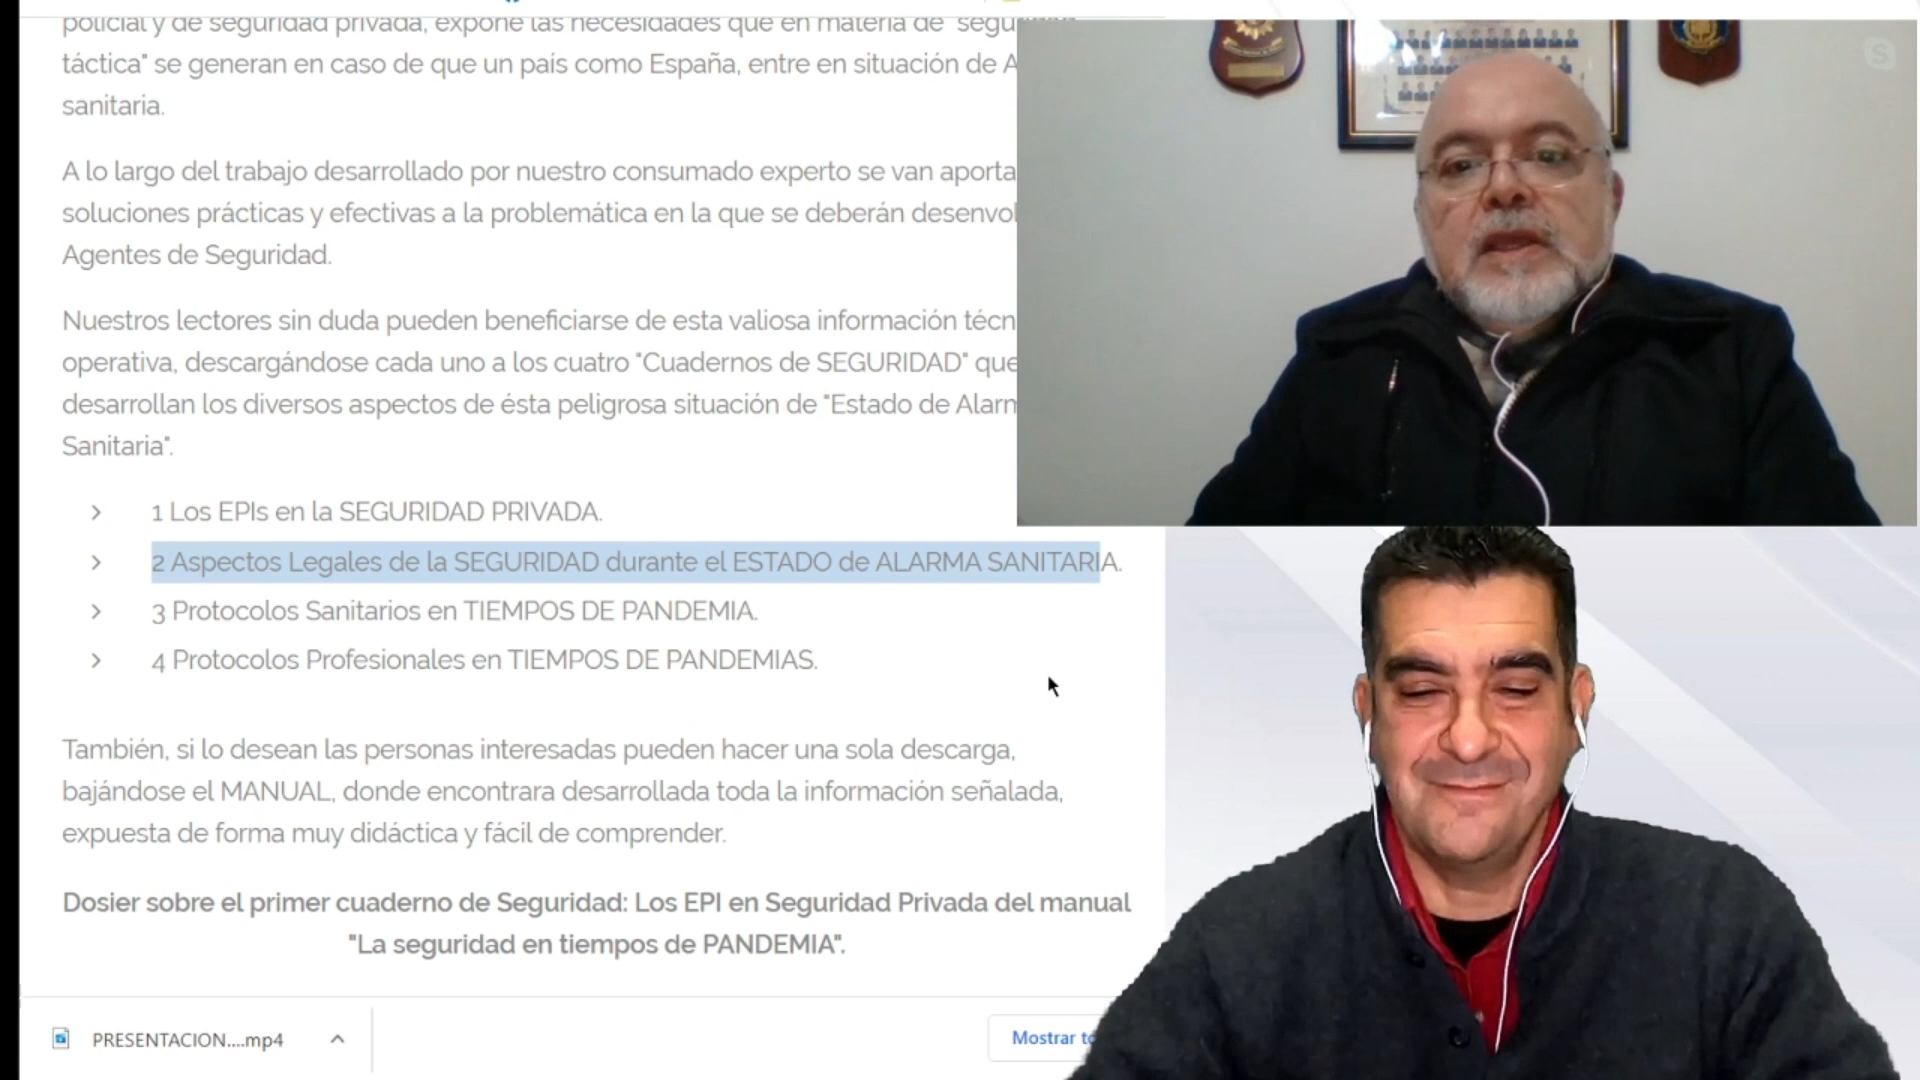 policial y de seguridad privada, expone las necesidades que en materia de "segu
táctica" se generan en caso de que un país como España, entre en situación de A
sanitaria.
A lo largo del trabajo desarrollado por nuestro consumado experto se van aporta
soluciones prácticas y efectivas a la problemática en la que se deberán desenvol
Agentes de Seguridad.
Nuestros lectores sin duda pueden beneficiarse de esta valiosa información técn
operativa, descargándose cada uno a los cuatro "Cuadernos de SEGURIDAD" que
desarrollan los diversos aspectos de ésta peligrosa situación de "Estado de Alarm
Sanitaria".
1 Los EPIs en la SEGURIDAD PRIVADA.
2 Aspectos Legales de la SEGURIDAD durante el ESTADO de ALARMA SANITARIA.
3 Protocolos Sanitarios en TIEMPOS DE PANDEMIA.
4 Protocolos Profesionales en TIEMPOS DE PANDEMIAS.
También, si lo desean las personas interesadas pueden hacer una sola descarga,
bajándose el MANUAL, donde encontrara desarrollada toda la información señalada,
expuesta de forma muy didáctica y fácil de comprender.
Dosier sobre el primer cuaderno de Seguridad: Los EPI en Seguridad Privada del manual
"La seguridad en tiempos de PANDEMIA".
PRESENTACION....mp4
Mostrar to